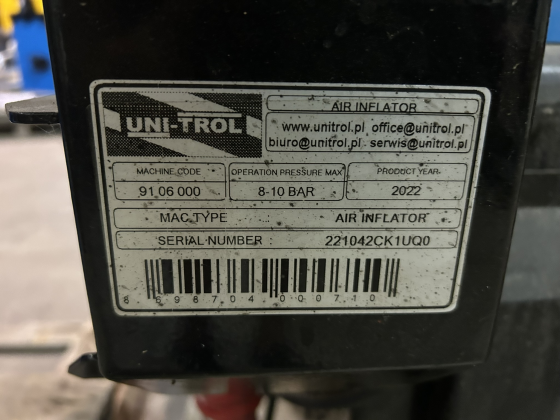 UNI-TROL
AIR INFLATOR
www.unitrol.pl office@unitrol.pl
biuro@unitrol.pl serwis@unitrol.pl
MACHINE CODE OPERATION PRESSURE MAX PRODUCT YEAR
91.06 000 8-10 BAR 2022
MAC.TYPE : AIR INFLATOR
SERIAL NUMBER : 221042CK1UQ0
8 698704 000710